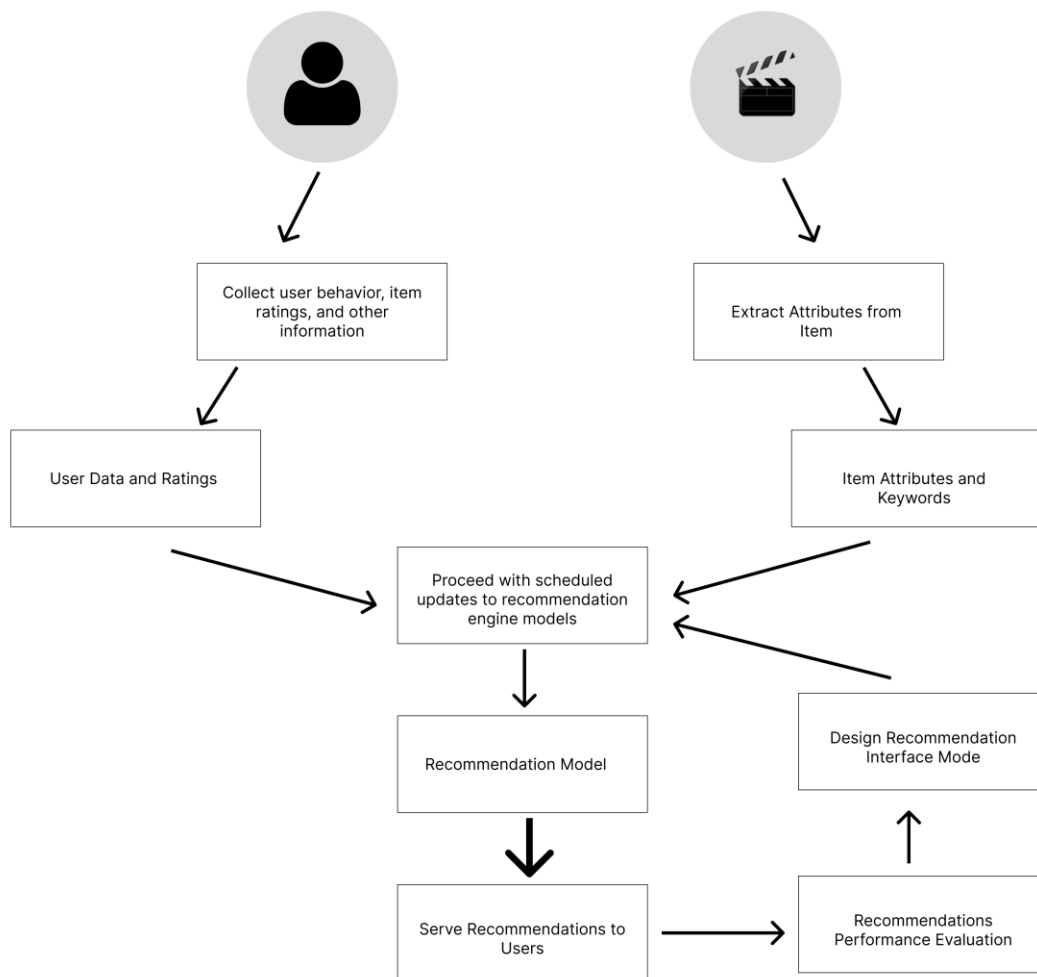 Collect user behavior, item
ratings, and other
information
Extract Attributes from
Item
User Data and Ratings
Item Attributes and
Keywords
Proceed with scheduled
updates to recommendation
engine models
Recommendation Model
Design Recommendation
Interface Mode
Serve Recommendations to
Users
Recommendations
Performance Evaluation